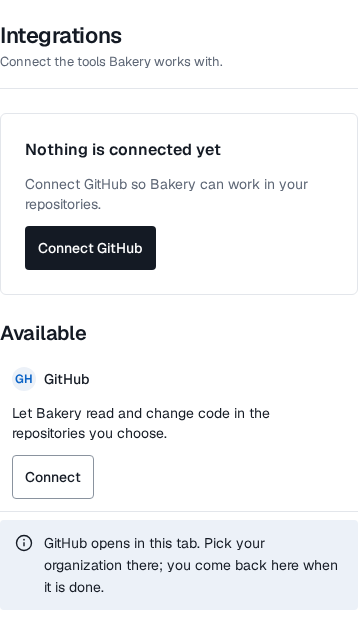 Integrations
Connect the tools Bakery works with.
Nothing is connected yet
Connect GitHub so Bakery can work in your
repositories.
Connect GitHub
Available
GH GitHub
Let Bakery read and change code in the
repositories you choose.
Connect
GitHub opens in this tab. Pick your
organization there; you come back here when
it is done.